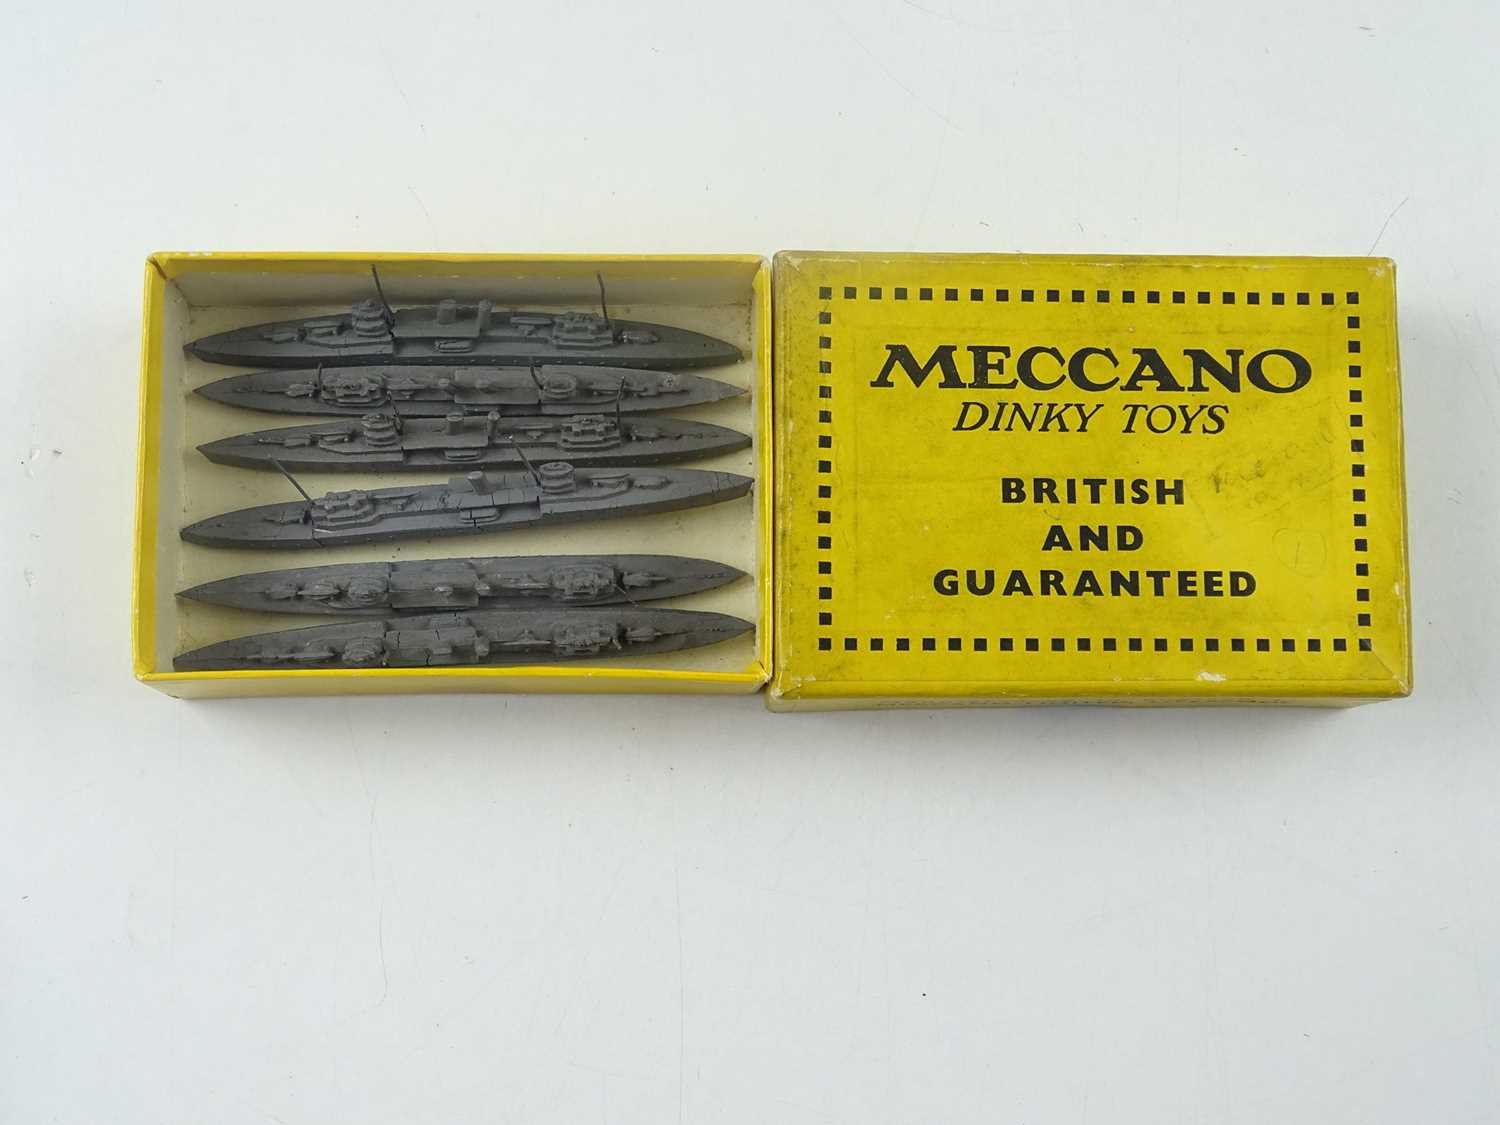 MECCANO
DINKY TOYS
BRITISH
AND
GUARANTEED